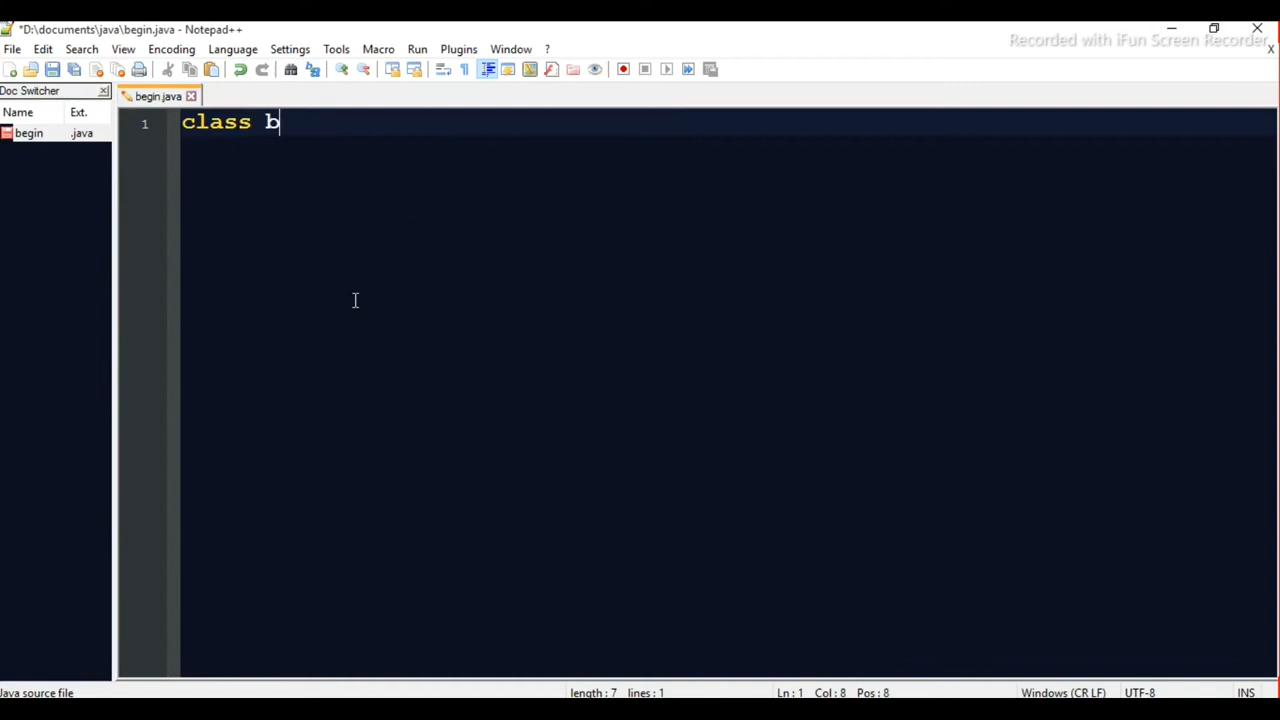 *D:\documents\java\begin.java - Notepad++
Recorded with iFun Screen Recorder
File Edit Search View Encoding Language Settings Tools Macro Run Plugins Window ? X
Doc Switcher
begin.java
Name Ext.
begin .java
1 class b
Java source file length : 7 lines : 1 Ln : 1 Col : 8 Pos : 8 Windows (CR LF) UTF-8 INS